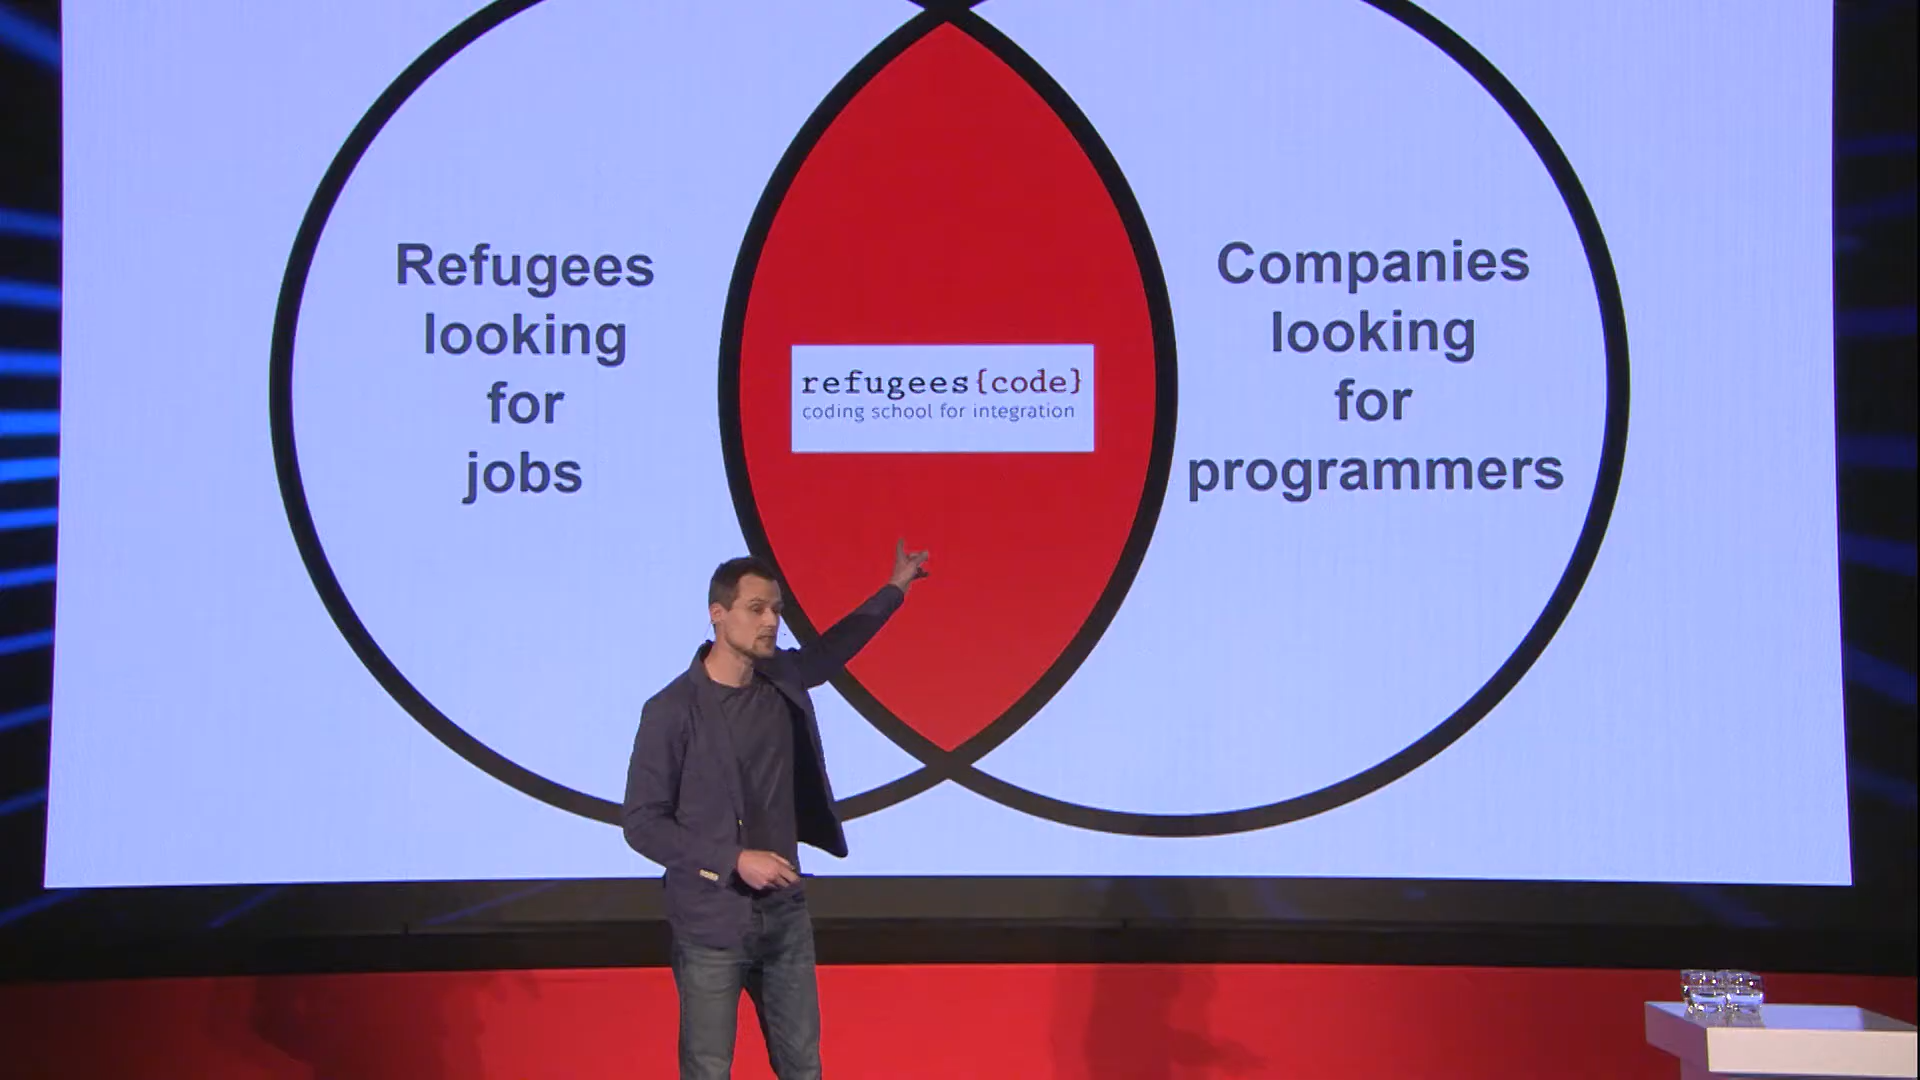 Refugees
looking
for
jobs
refugees{code}
coding school for integration
Companies
looking
for
programmers